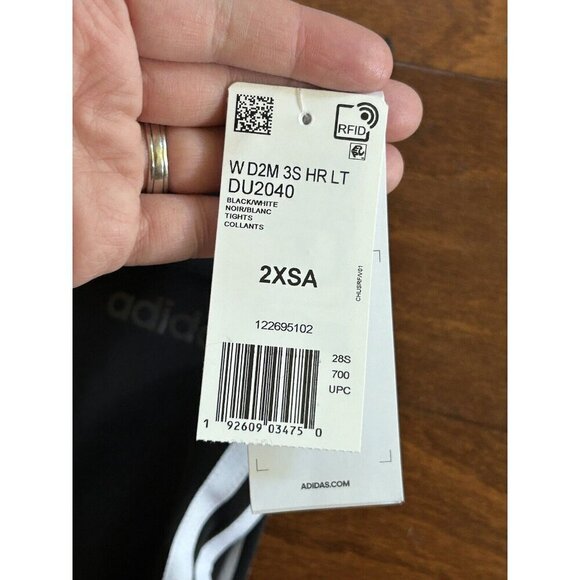 RFID
W D2M 3S HR LT
DU2040
BLACK/WHITE
NOIR/BLANC
TIGHTS
COLLANTS
2XSA
CHUSRFIV01
122695102
28S
700
UPC
1 92609 03475 0
ADIDAS.COM
adidas